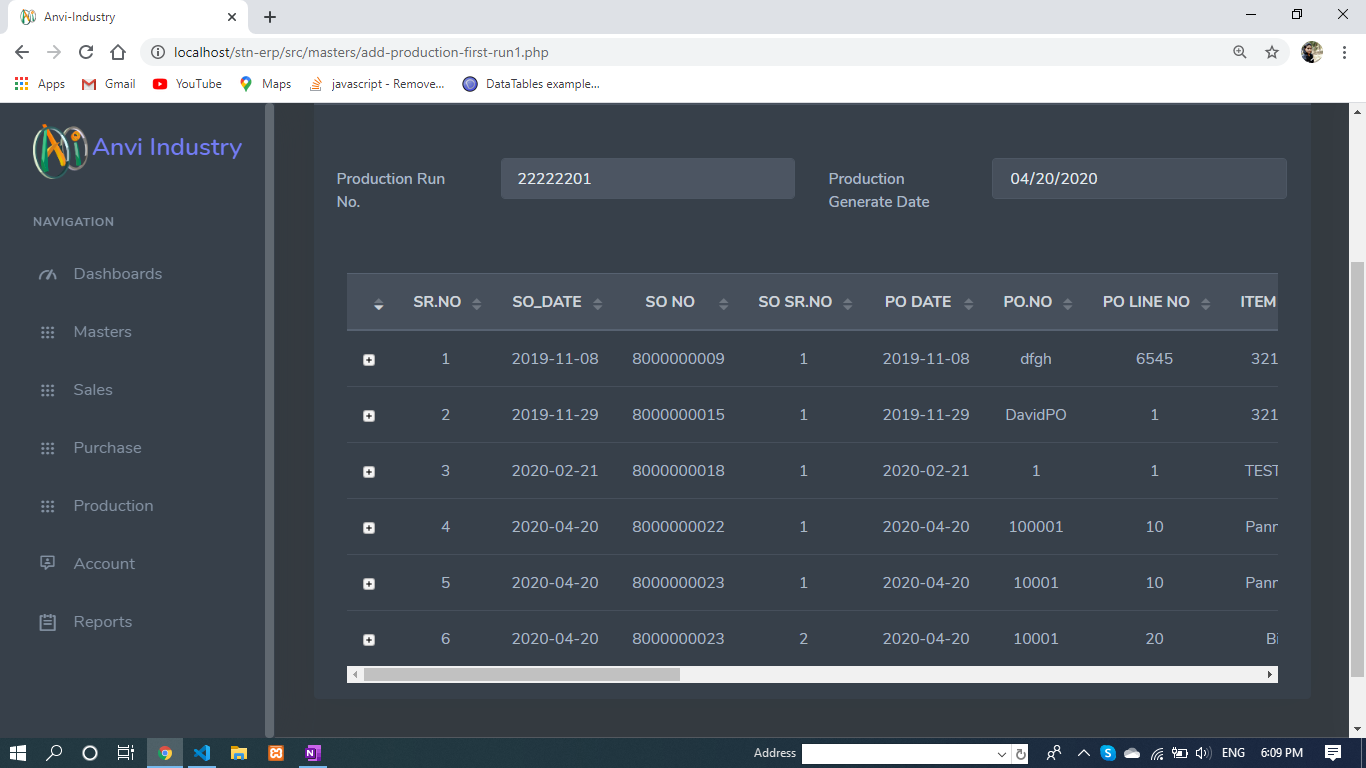 Anvi-Industry
localhost/stn-erp/src/masters/add-production-first-run1.php
Apps Gmail YouTube Maps javascript - Remove... DataTables example...
Anvi Industry
NAVIGATION
Dashboards
Masters
Sales
Purchase
Production
Account
Reports
Production Run
No.
22222201
Production
Generate Date
04/20/2020
SR.NO SO_DATE SO NO SO SR.NO PO DATE PO.NO PO LINE NO ITEM
1 2019-11-08 8000000009 1 2019-11-08 dfgh 6545 321
2 2019-11-29 8000000015 1 2019-11-29 DavidPO 1 321
3 2020-02-21 8000000018 1 2020-02-21 1 1 TEST
4 2020-04-20 8000000022 1 2020-04-20 100001 10 Panr
5 2020-04-20 8000000023 1 2020-04-20 10001 10 Panr
6 2020-04-20 8000000023 2 2020-04-20 10001 20 Bi
Address ENG 6:09 PM